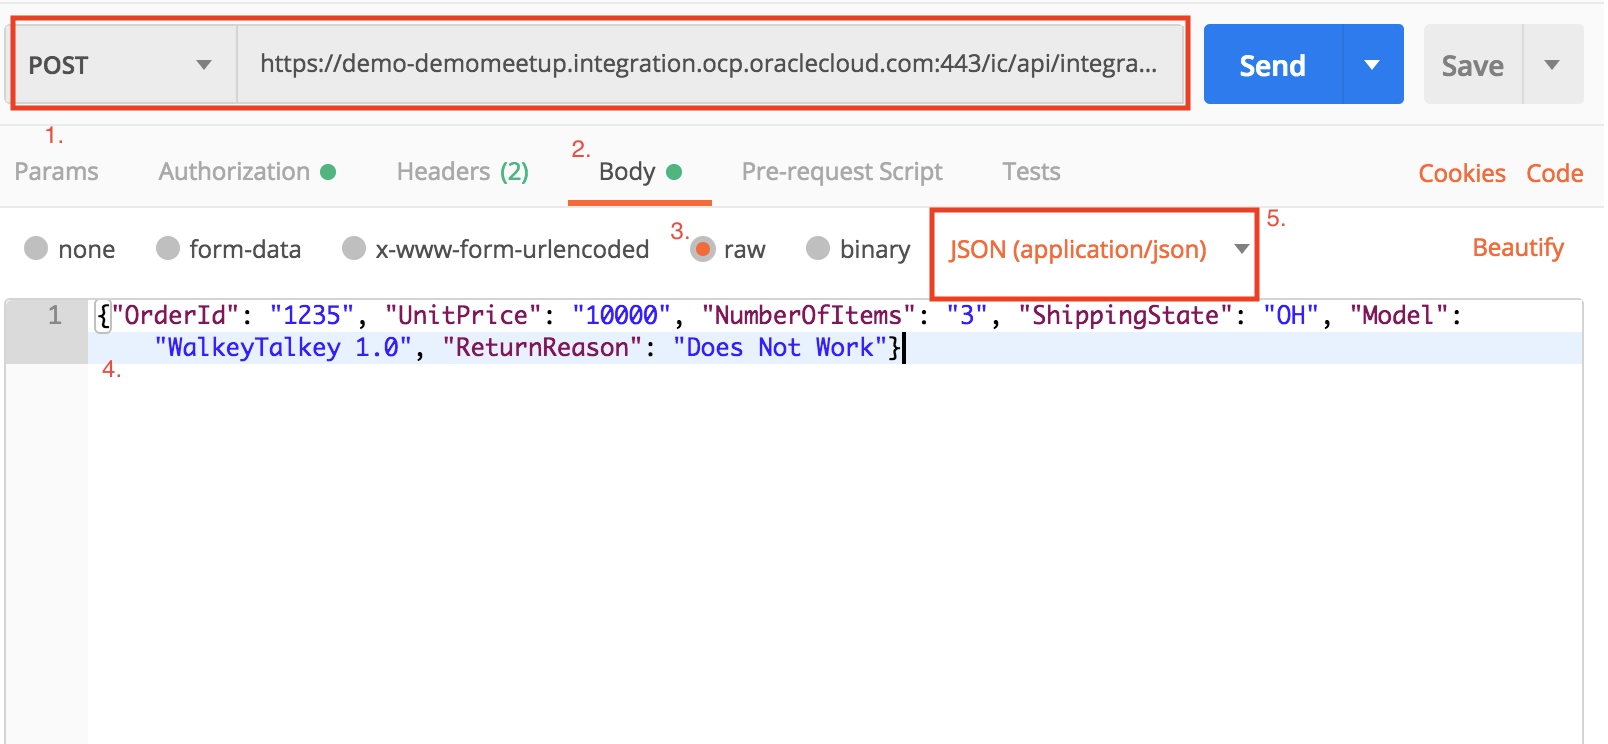 POST https://demo-demomeetup.integration.ocp.oraclecloud.com:443/ic/api/integra... Send Save
1. 2.
Params Authorization Headers (2) Body Pre-request Script Tests Cookies Code
none form-data x-www-form-urlencoded 3. raw binary JSON (application/json) 5. Beautify
1 {"OrderId": "1235", "UnitPrice": "10000", "NumberOfItems": "3", "ShippingState": "OH", "Model":
"WalkeyTalkey 1.0", "ReturnReason": "Does Not Work"}
4.